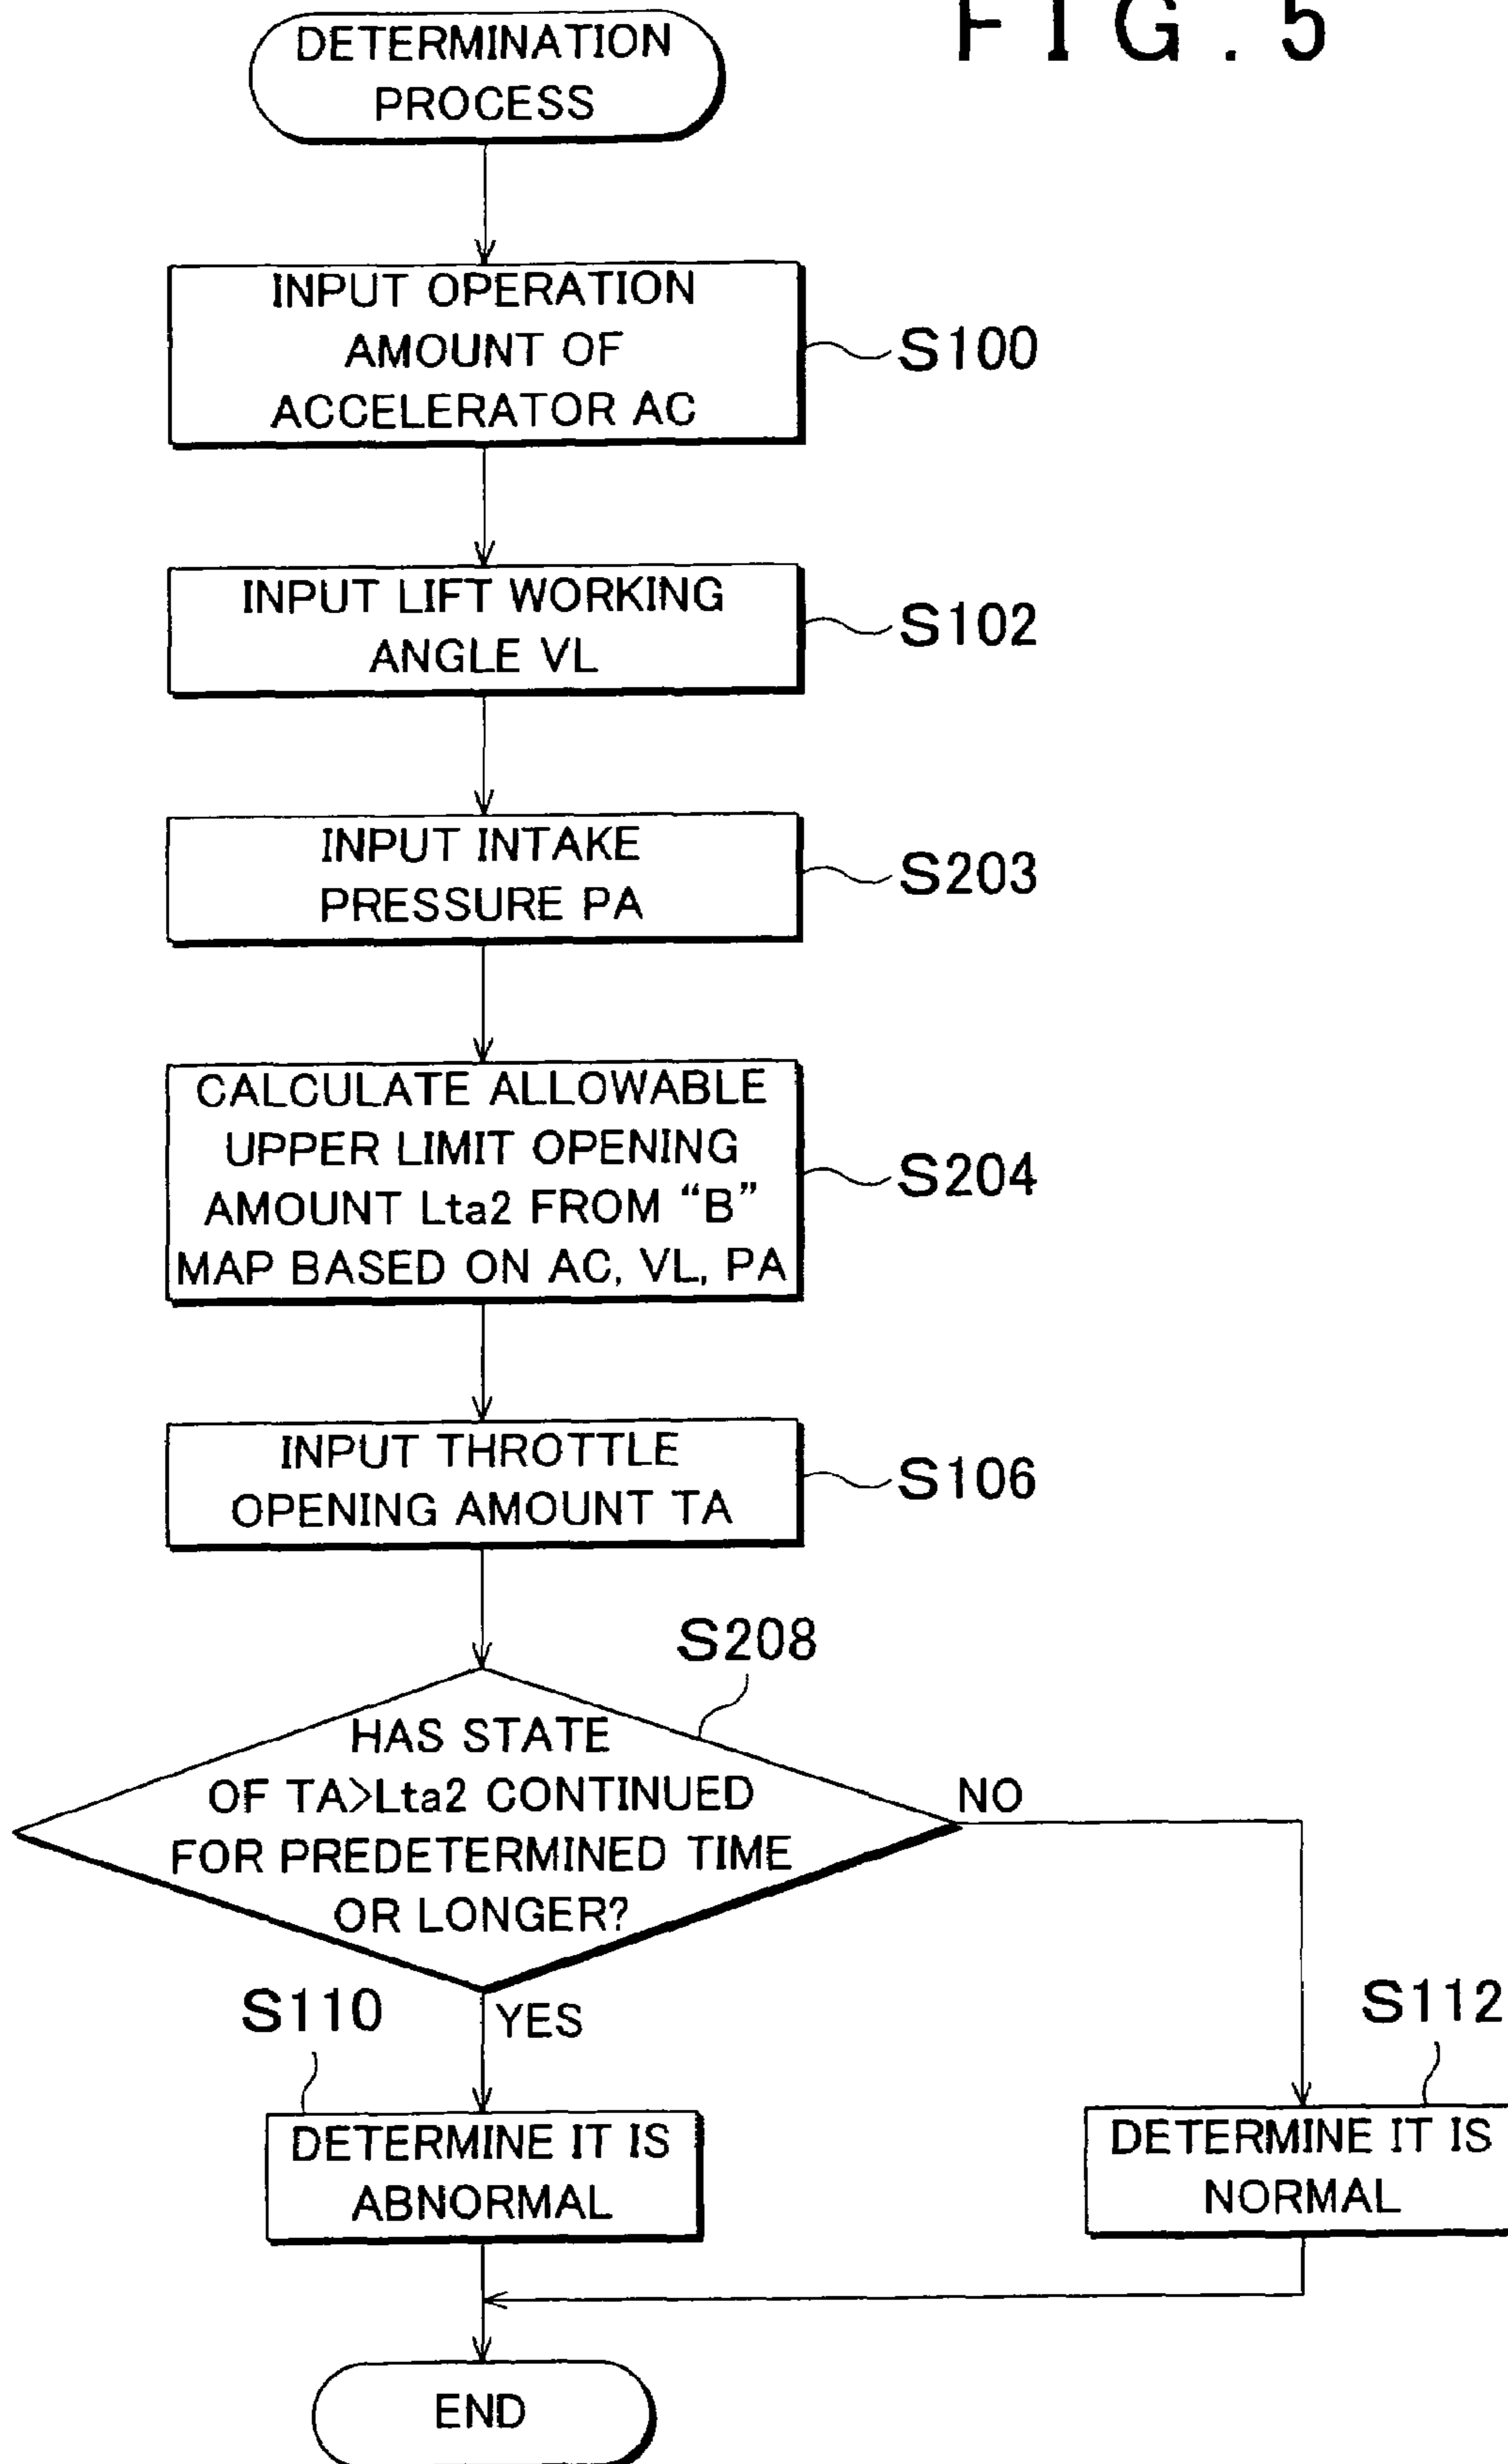 FIG.5
DETERMINATION
PROCESS
INPUT OPERATION
AMOUNT OF
ACCELERATOR AC
S100
INPUT LIFT WORKING
ANGLE VL
S102
INPUT INTAKE
PRESSURE PA
S203
CALCULATE ALLOWABLE
UPPER LIMIT OPENING
AMOUNT Lta2 FROM “B”
MAP BASED ON AC, VL, PA
S204
INPUT THROTTLE
OPENING AMOUNT TA
S106
S208
HAS STATE
OF TA>Lta2 CONTINUED
FOR PREDETERMINED TIME
OR LONGER?
NO
YES
S110
DETERMINE IT IS
ABNORMAL
S112
DETERMINE IT IS
NORMAL
END